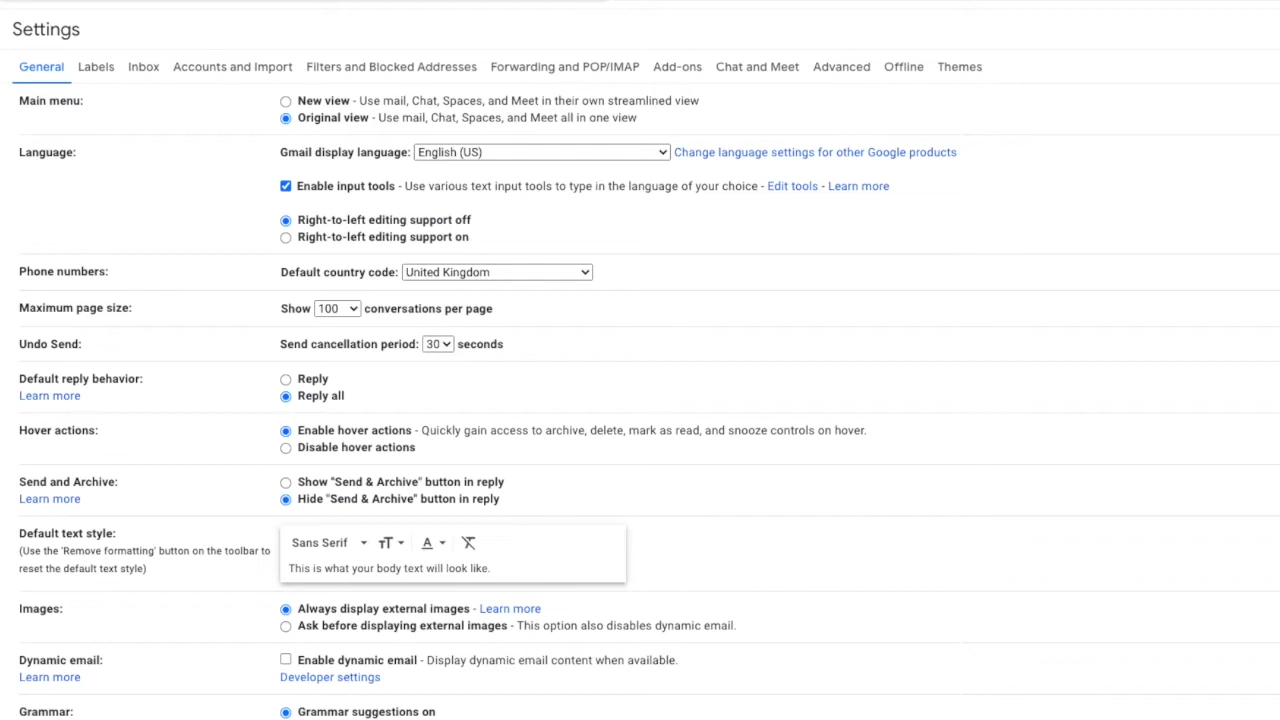 Settings
General Labels Inbox Accounts and Import Filters and Blocked Addresses Forwarding and POP/IMAP Add-ons Chat and Meet Advanced Offline Themes
Main menu: New view - Use mail, Chat, Spaces, and Meet in their own streamlined view
Original view - Use mail, Chat, Spaces, and Meet all in one view
Language: Gmail display language: English (US) Change language settings for other Google products
Enable input tools - Use various text input tools to type in the language of your choice - Edit tools - Learn more
Right-to-left editing support off
Right-to-left editing support on
Phone numbers: Default country code: United Kingdom
Maximum page size: Show 100 conversations per page
Undo Send: Send cancellation period: 30 seconds
Default reply behavior: Reply
Learn more Reply all
Hover actions: Enable hover actions - Quickly gain access to archive, delete, mark as read, and snooze controls on hover.
Disable hover actions
Send and Archive: Show "Send & Archive" button in reply
Learn more Hide "Send & Archive" button in reply
Default text style:
(Use the 'Remove formatting' button on the toolbar to Sans Serif
reset the default text style) This is what your body text will look like.
Images: Always display external images - Learn more
Ask before displaying external images - This option also disables dynamic email.
Dynamic email: Enable dynamic email - Display dynamic email content when available.
Learn more Developer settings
Grammar: Grammar suggestions on